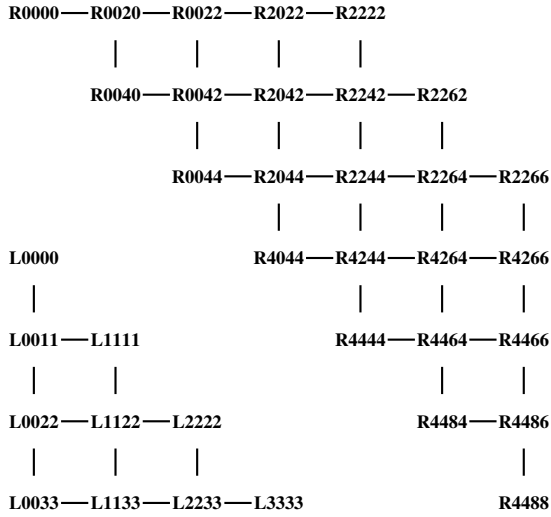 R0000 R0020 R0022 R2022 R2222
R0040 R0042 R2042 R2242 R2262
R0044 R2044 R2244 R2264 R2266
L0000 R4044 R4244 R4264 R4266
L0011 L1111 R4444 R4464 R4466
L0022 L1122 L2222 R4484 R4486
L0033 L1133 L2233 L3333 R4488